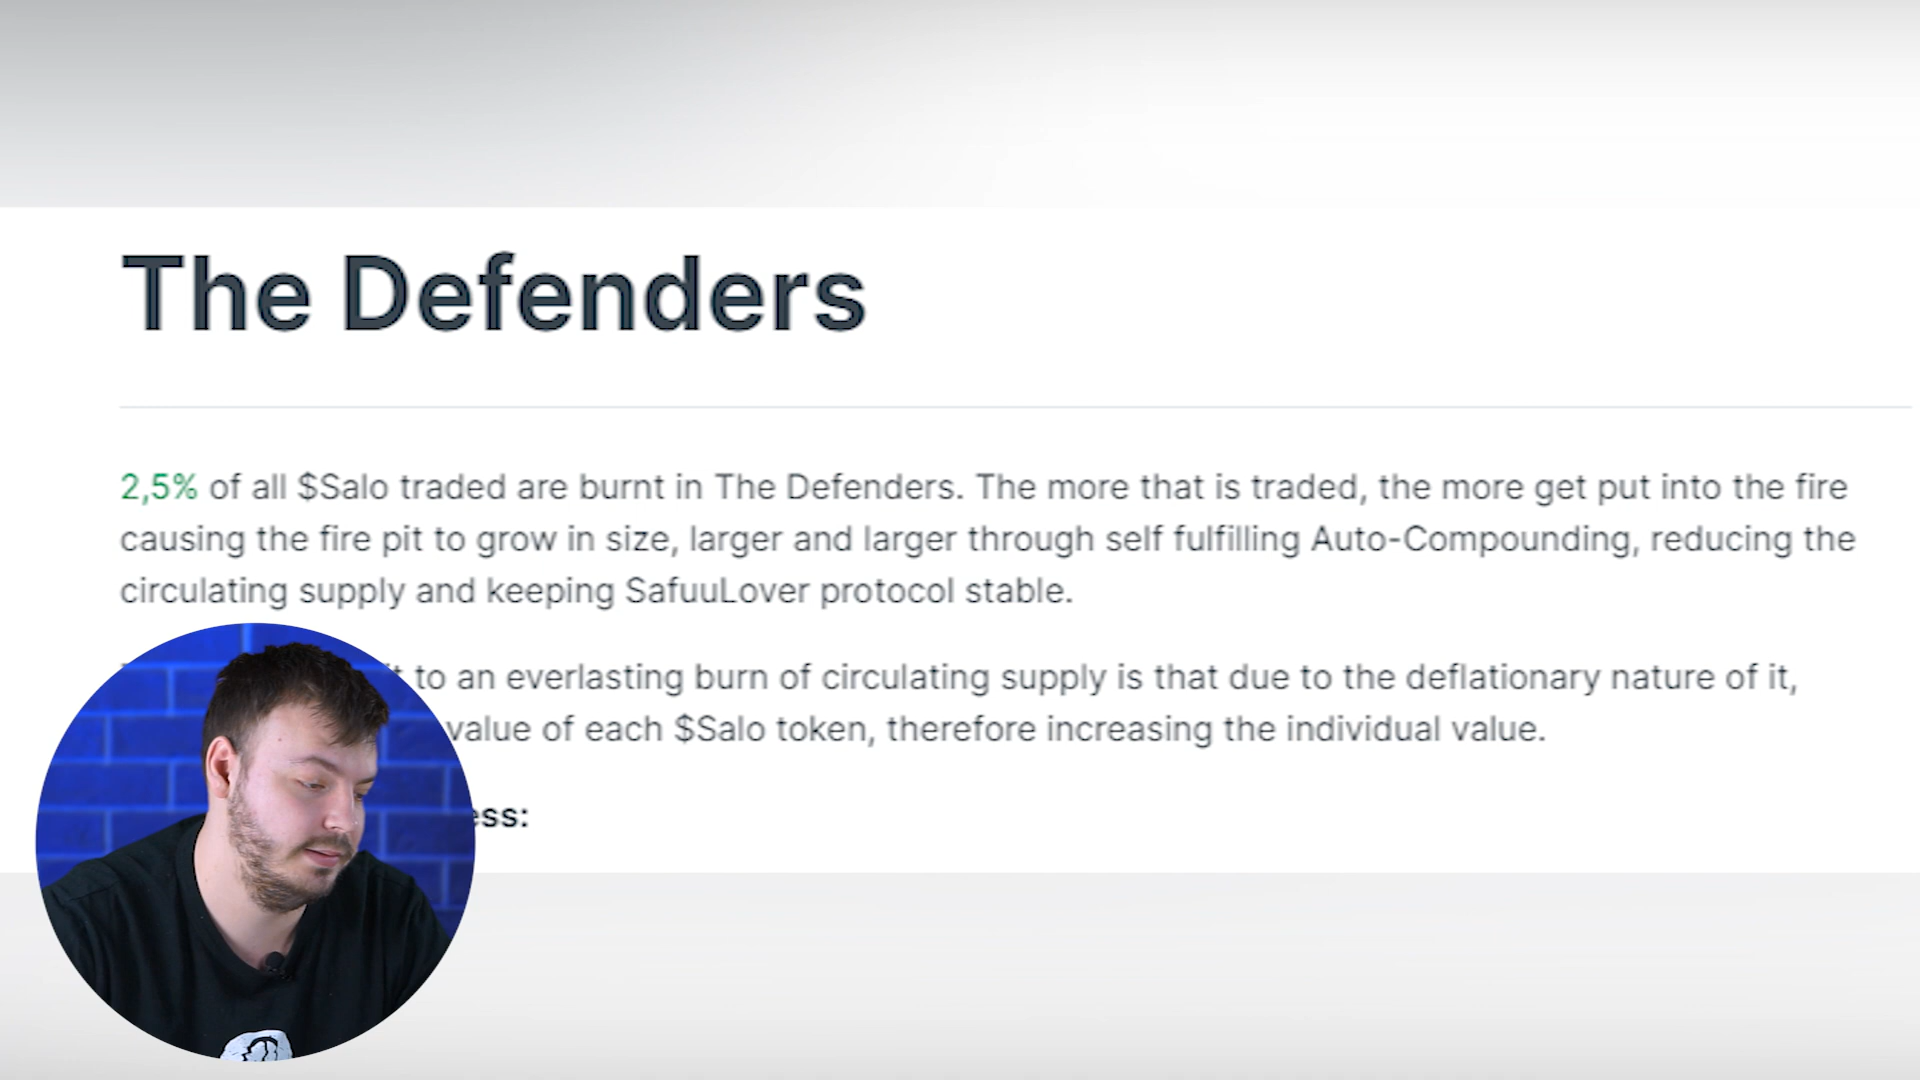 The Defenders
2,5% of all $Salo traded are burnt in The Defenders. The more that is traded, the more get put into the fire
causing the fire pit to grow in size, larger and larger through self fulfilling Auto-Compounding, reducing the
circulating supply and keeping SafuuLover protocol stable.
to an everlasting burn of circulating supply is that due to the deflationary nature of it,
value of each $Salo token, therefore increasing the individual value.